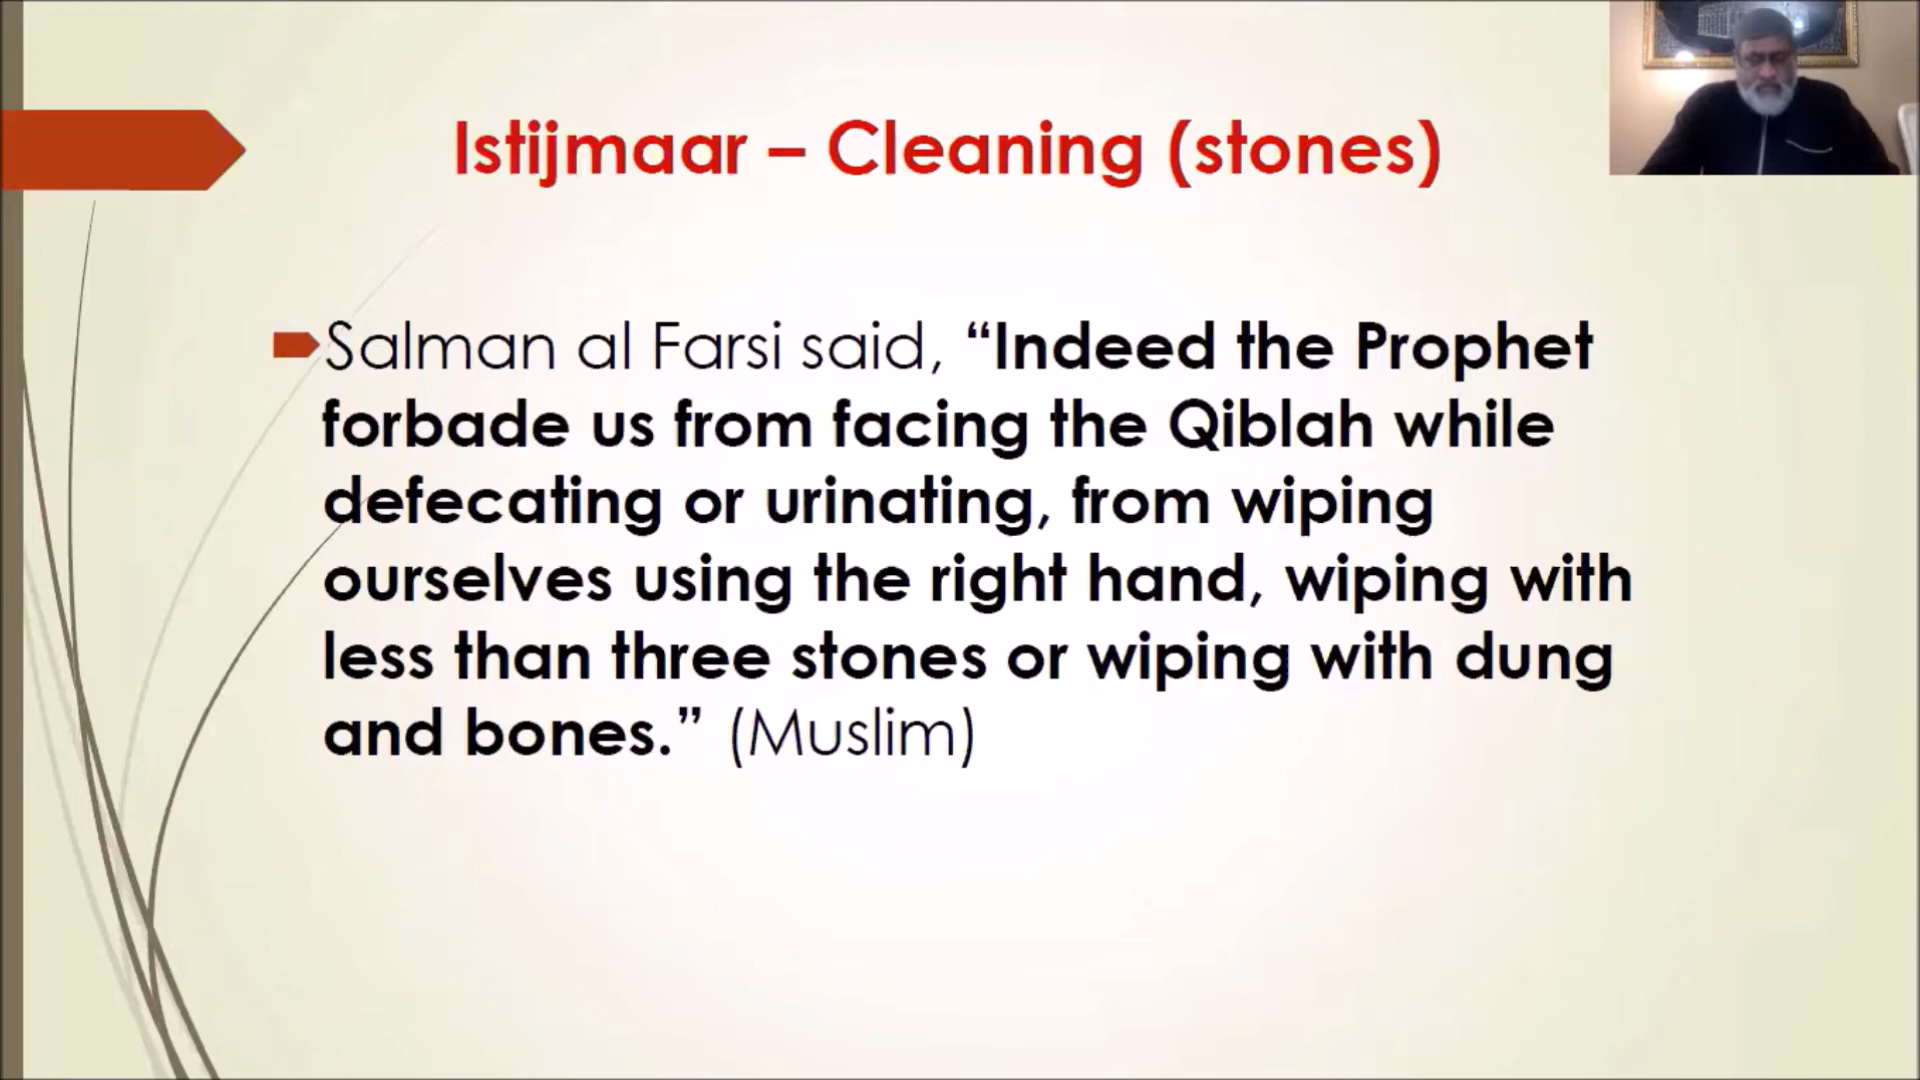 Istijmaar – Cleaning (stones)
Salman al Farsi said, “Indeed the Prophet
forbade us from facing the Qiblah while
defecating or urinating, from wiping
ourselves using the right hand, wiping with
less than three stones or wiping with dung
and bones.” (Muslim)